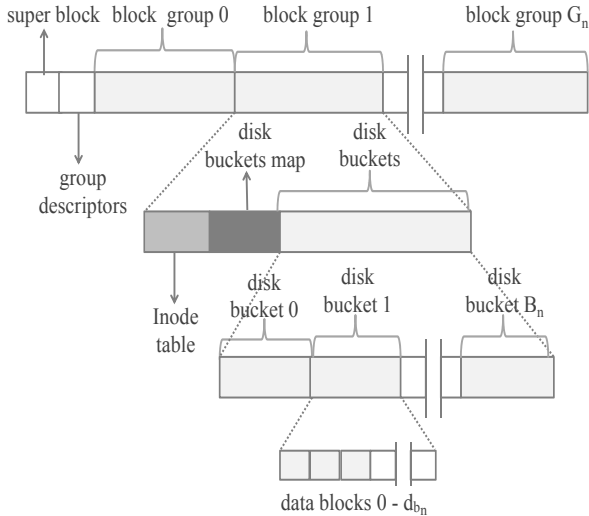 super block block group 0 block group 1 block group Gₙ
disk
buckets map
disk
buckets
group
descriptors
Inode
table
disk
bucket 0
disk
bucket 1
disk
bucket Bₙ
data blocks 0 - d_bₙ